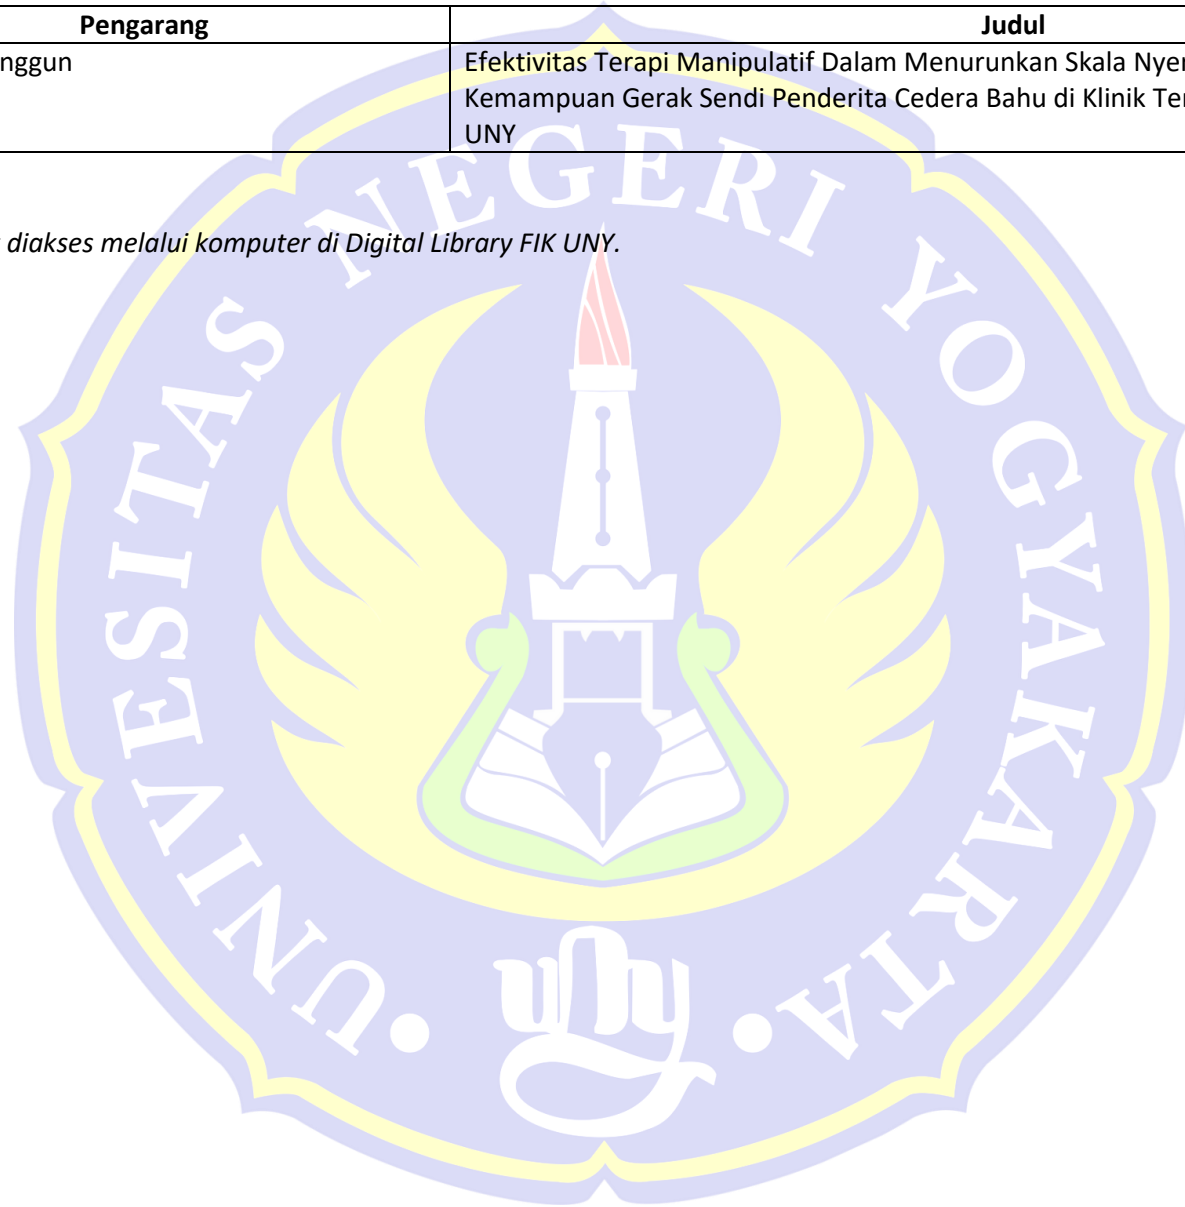 Pengarang Judul
nggun Efektivitas Terapi Manipulatif Dalam Menurunkan Skala Nyer
Kemampuan Gerak Sendi Penderita Cedera Bahu di Klinik Ter
UNY
diakses melalui komputer di Digital Library FIK UNY.
UNIVESITAS NEGERI YOGYAKARTA
uny